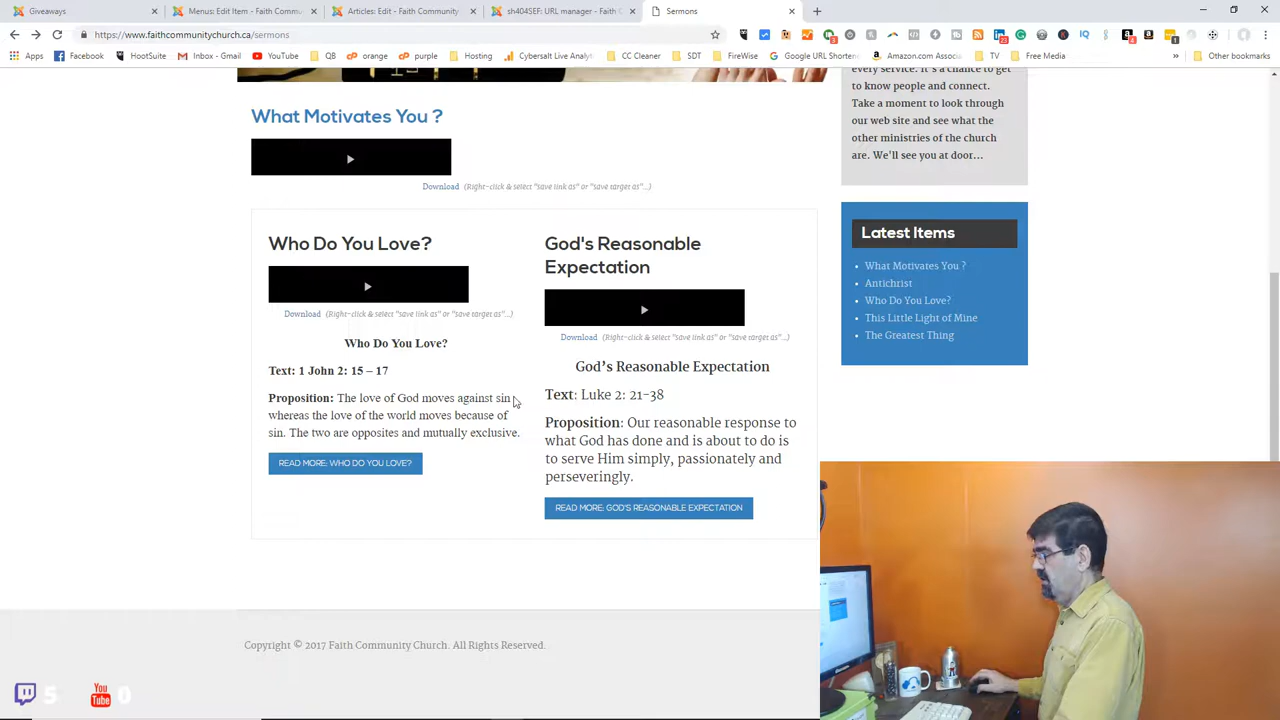 Giveaways
Menus: Edit Item - Faith Commun
Articles: Edit - Faith Community
sh404SEF: URL manager - Faith C
Sermons
https://www.faithcommunitychurch.ca/sermons
Apps
Facebook
HootSuite
Inbox - Gmail
YouTube
QB
orange
purple
Hosting
Cybersalt Live Analy
CC Cleaner
SDT
FireWise
Google URL Shortene
Amazon.com Associa
TV
Free Media
Other bookmarks
What Motivates You ?
Download (Right-click & select "save link as" or "save target as"...)
Who Do You Love?
Download (Right-click & select "save link as" or "save target as"...)
Who Do You Love?
Text: 1 John 2: 15 – 17
Proposition: The love of God moves against sin
whereas the love of the world moves because of
sin. The two are opposites and mutually exclusive.
READ MORE: WHO DO YOU LOVE?
God's Reasonable
Expectation
Download (Right-click & select "save link as" or "save target as"...)
God's Reasonable Expectation
Text: Luke 2: 21-38
Proposition: Our reasonable response to
what God has done and is about to do is
to serve Him simply, passionately and
perseveringly.
READ MORE: GOD'S REASONABLE EXPECTATION
every service. It's a chance to get
to know people and connect.
Take a moment to look through
our web site and see what the
other ministries of the church
are. We'll see you at door...
Latest Items
What Motivates You ?
Antichrist
Who Do You Love?
This Little Light of Mine
The Greatest Thing
Copyright © 2017 Faith Community Church. All Rights Reserved.
5
You
Tube
0